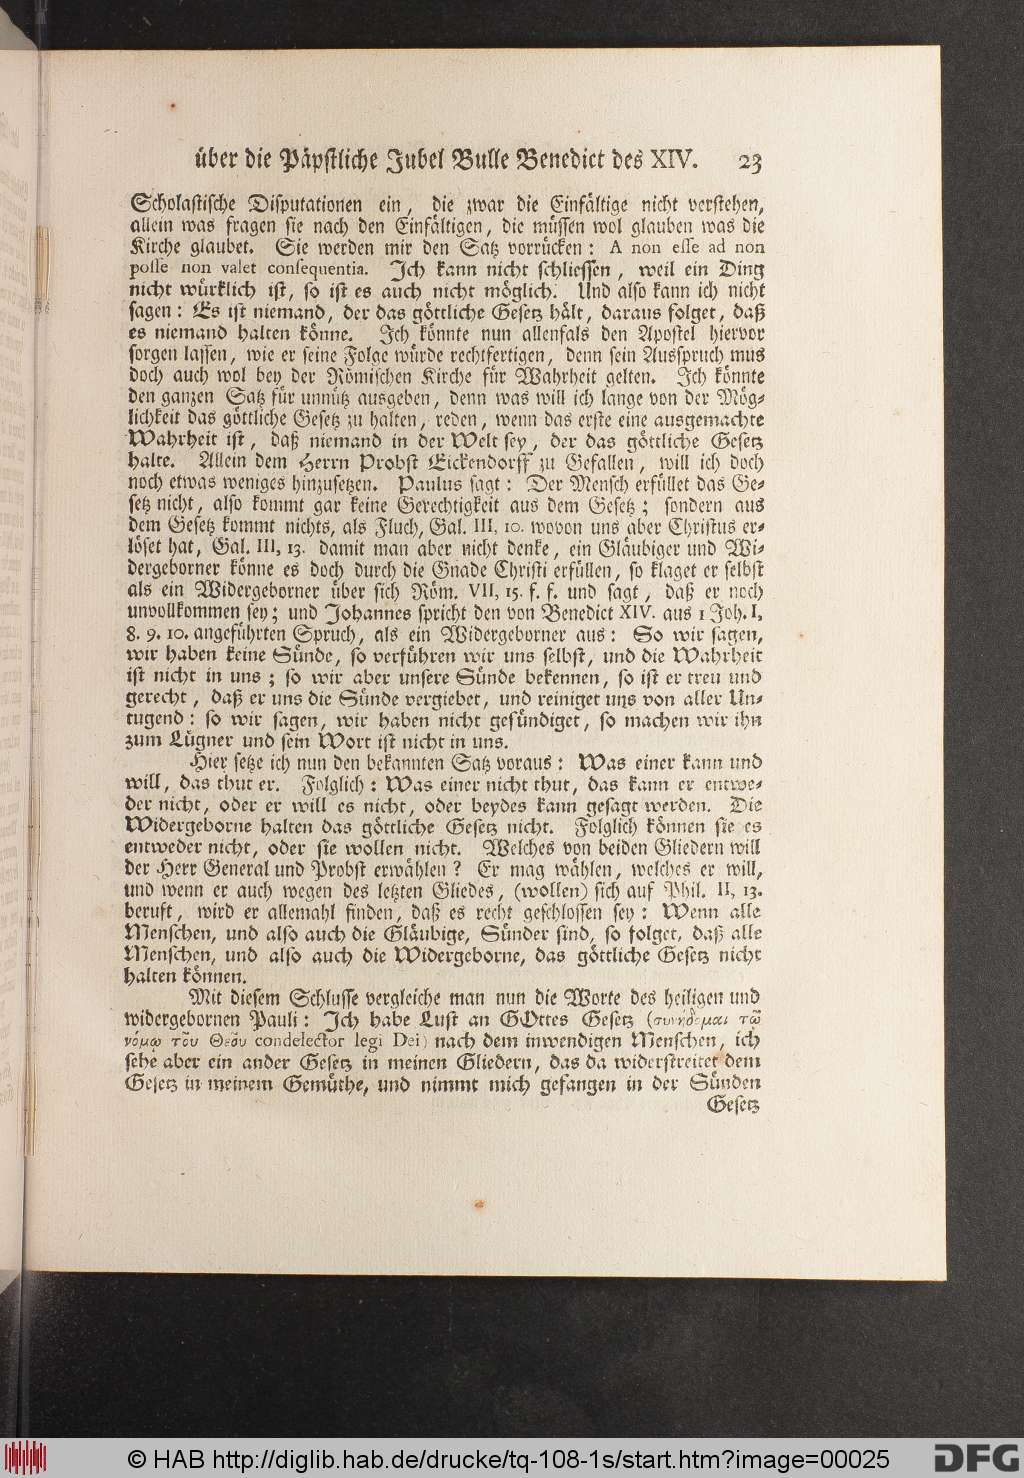 über die Päpstliche Jubel Bulle Benedict des XIV. 23
Scholastische Disputationen ein, die zwar die Einfältige nicht verstehen,
allein was fragen sie nach den Einfältigen, die müssen wol glauben was die
Kirche glaubet. Sie werden mir den Satz vorrücken: A non esse ad non
posse non valet consequentia. Ich kann nicht schliessen, weil ein Ding
nicht würklich ist, so ist es auch nicht möglich. Und also kann ich nicht
sagen: Es ist niemand, der das göttliche Gesetz hält, daraus folget, daß
es niemand halten könne. Ich könnte nun allenfals den Apostel hiervor
sorgen lassen, wie er seine Folge würde rechtfertigen, denn sein Ausspruch mus
doch auch wol bey der Römischen Kirche für Wahrheit gelten. Ich könnte
den ganzen Satz für unnütz ausgeben, denn was will ich lange von der Mög-
lichkeit das göttliche Gesetz zu halten, reden, wenn das erste eine ausgemachte
Wahrheit ist, daß niemand in der Welt sey, der das göttliche Gesetz
halte. Allein dem Herrn Probst Eickendorff zu Gefallen, will ich doch
noch etwas weniges hinzusetzen. Paulus sagt: Der Mensch erfüllet das Ge-
setz nicht, also kommt gar keine Gerechtigkeit aus dem Gesetz; sondern aus
dem Gesetz kommt nichts, als Fluch, Gal. III, 10. wovon uns aber Christus er-
löset hat, Gal. III, 13. damit man aber nicht denke, ein Gläubiger und Wi-
dergeborner könne es doch durch die Gnade Christi erfüllen, so klaget er selbst
als ein Widergeborner über sich Röm. VII, 15. f. f. und sagt, daß er noch
unvollkommen sey; und Johannes spricht den von Benedict XIV. aus 1 Joh. I,
8. 9. 10. angeführten Spruch, als ein Widergeborner aus: So wir sagen,
wir haben keine Sünde, so verführen wir uns selbst, und die Wahrheit
ist nicht in uns; so wir aber unsere Sünde bekennen, so ist er treu und
gerecht, daß er uns die Sünde vergiebet, und reiniget uns von aller Un-
tugend: so wir sagen, wir haben nicht gesündiget, so machen wir ihn
zum Lügner und sein Wort ist nicht in uns.
Hier setze ich nun den bekannten Satz voraus: Was einer kann und
will, das thut er. Folglich: Was einer nicht thut, das kann er entwe-
der nicht, oder er will es nicht, oder beydes kann gesagt werden. Die
Widergeborne halten das göttliche Gesetz nicht. Folglich können sie es
entweder nicht, oder sie wollen nicht. Welches von beiden Gliedern will
der Herr General und Probst erwählen? Er mag wählen, welches er will,
und wenn er auch wegen des letzten Gliedes, (wollen) sich auf Phil. II, 13.
beruft, wird er allemahl finden, daß es recht geschlossen sey: Wenn alle
Menschen, und also auch die Gläubige, Sünder sind, so folget, daß alle
Menschen, und also auch die Widergeborne, das göttliche Gesetz nicht
halten können.
Mit diesem Schlusse vergleiche man nun die Worte des heiligen und
widergebornen Pauli: Ich habe Lust an GOttes Gesetz (συνήδομαι τῶ
νόμω τοῦ Θεοῦ condelector legi Dei) nach dem inwendigen Menschen, ich
sehe aber ein ander Gesetz in meinen Gliedern, das da widerstreitet dem
Gesetz in meinem Gemüthe, und nimmt mich gefangen in der Sünden
Gesetz
© HAB http://diglib.hab.de/drucke/tq-108-1s/start.htm?image=00025
DFG